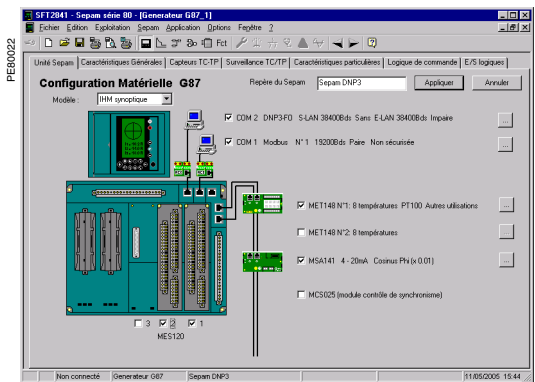 PE80022
SFT2841 - Sepam série 80 - [Generateur G87_1]
Fichier Edition Exploitation Sepam Application Options Fenêtre ?
Fct
Unité Sepam Caractéristiques Générales Capteurs TC-TP Surveillance TC/TP Caractéristiques particulières Logique de commande E/S logiques
Configuration Matérielle G87
Repère du Sepam Sepam DNP3 Appliquer Annuler
Modèle : IHM synoptique
COM 2 DNP3-FO S-LAN 38400Bds Sans E-LAN 38400Bds Impaire ...
COM 1 Modbus N° 1 19200Bds Paire Non sécurisée ...
MET148 N°1: 8 températures PT100 Autres utilisations ...
MET148 N°2: 8 températures
MSA141 4 - 20mA Cosinus Phi (x 0.01) ...
MCS025 (module contrôle de synchronisme)
3 2 1
MES120
Non connecté Generateur G87 Sepam DNP3 11/05/2005 15:44